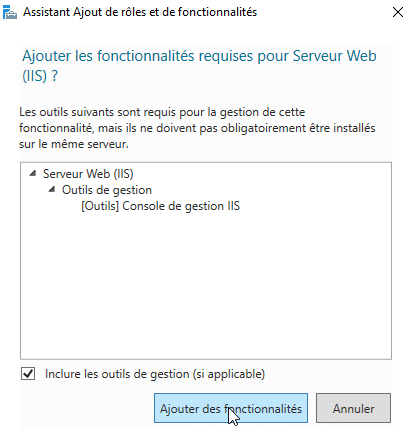 Assistant Ajout de rôles et de fonctionnalités
Ajouter les fonctionnalités requises pour Serveur Web
(IIS) ?
Les outils suivants sont requis pour la gestion de cette
fonctionnalité, mais ils ne doivent pas obligatoirement être installés
sur le même serveur.
Serveur Web (IIS)
Outils de gestion
[Outils] Console de gestion IIS
Inclure les outils de gestion (si applicable)
Ajouter des fonctionnalités
Annuler